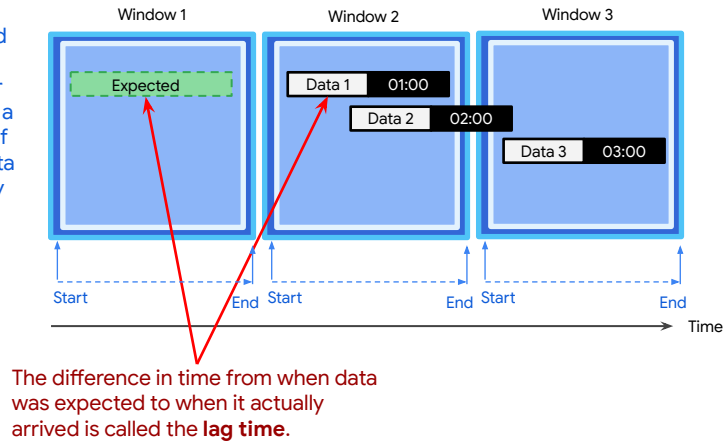 Window 1
Window 2
Window 3
a
Expected
Data 1 01:00
Data 2 02:00
Data 3 03:00
Start
End
Start
End
Start
End
Time
The difference in time from when data
was expected to when it actually
arrived is called the lag time.